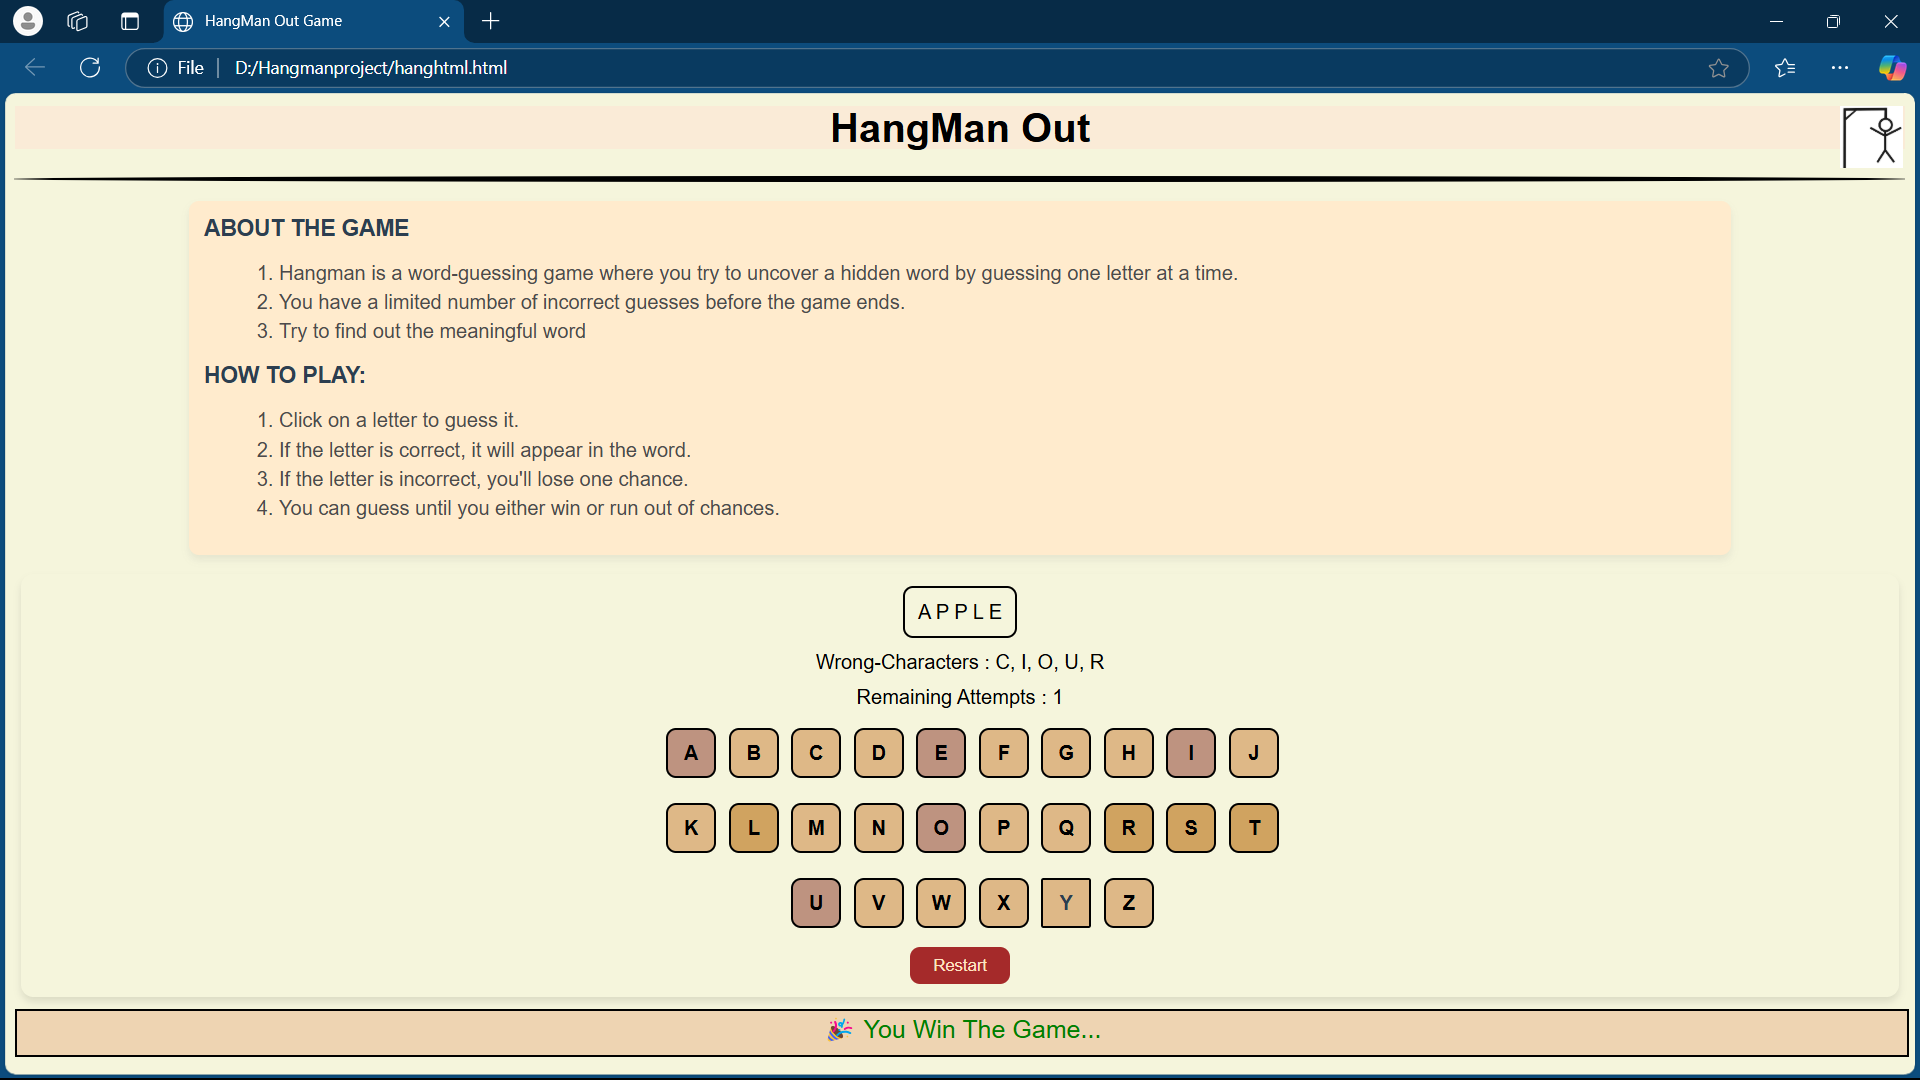 HangMan Out Game
File
D:/Hangmanproject/hanghtml.html
HangMan Out
ABOUT THE GAME
1. Hangman is a word-guessing game where you try to uncover a hidden word by guessing one letter at a time.
2. You have a limited number of incorrect guesses before the game ends.
3. Try to find out the meaningful word
HOW TO PLAY:
1. Click on a letter to guess it.
2. If the letter is correct, it will appear in the word.
3. If the letter is incorrect, you'll lose one chance.
4. You can guess until you either win or run out of chances.
A P P L E
Wrong-Characters : C, I, O, U, R
Remaining Attempts : 1
A B C D E F G H I J
K L M N O P Q R S T
U V W X Y Z
Restart
🎉 You Win The Game...